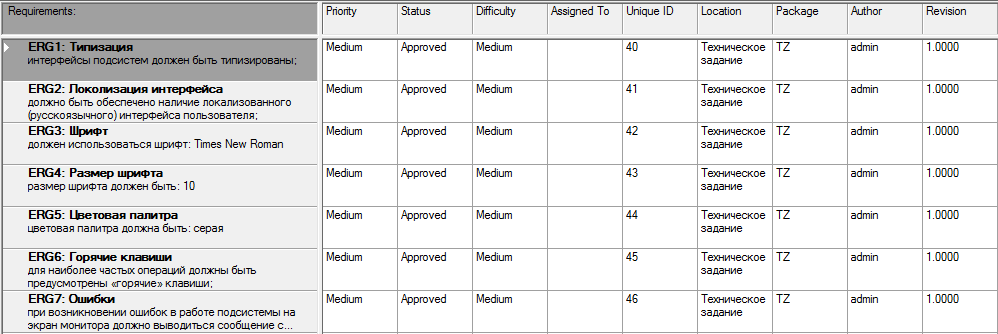 Requirements: Priority Status Difficulty Assigned To Unique ID Location Package Author Revision
ERG1: Типизация Medium Approved Medium 40 Техническое TZ admin 1.0000
интерфейсы подсистем должен быть типизированы; задание
ERG2: Локолизация интерфейса Medium Approved Medium 41 Техническое TZ admin 1.0000
должно быть обеспечено наличие локализованного задание
(русскоязычного) интерфейса пользователя;
ERG3: Шрифт Medium Approved Medium 42 Техническое TZ admin 1.0000
должен использоваться шрифт: Times New Roman задание
ERG4: Размер шрифта Medium Approved Medium 43 Техническое TZ admin 1.0000
размер шрифта должен быть: 10 задание
ERG5: Цветовая палитра Medium Approved Medium 44 Техническое TZ admin 1.0000
цветовая палитра должна быть: серая задание
ERG6: Горячие клавиши Medium Approved Medium 45 Техническое TZ admin 1.0000
для наиболее частых операций должны быть задание
предусмотрены «горячие» клавиши;
ERG7: Ошибки Medium Approved Medium 46 Техническое TZ admin 1.0000
при возникновении ошибок в работе подсистемы на задание
экран монитора должно выводиться сообщение с...